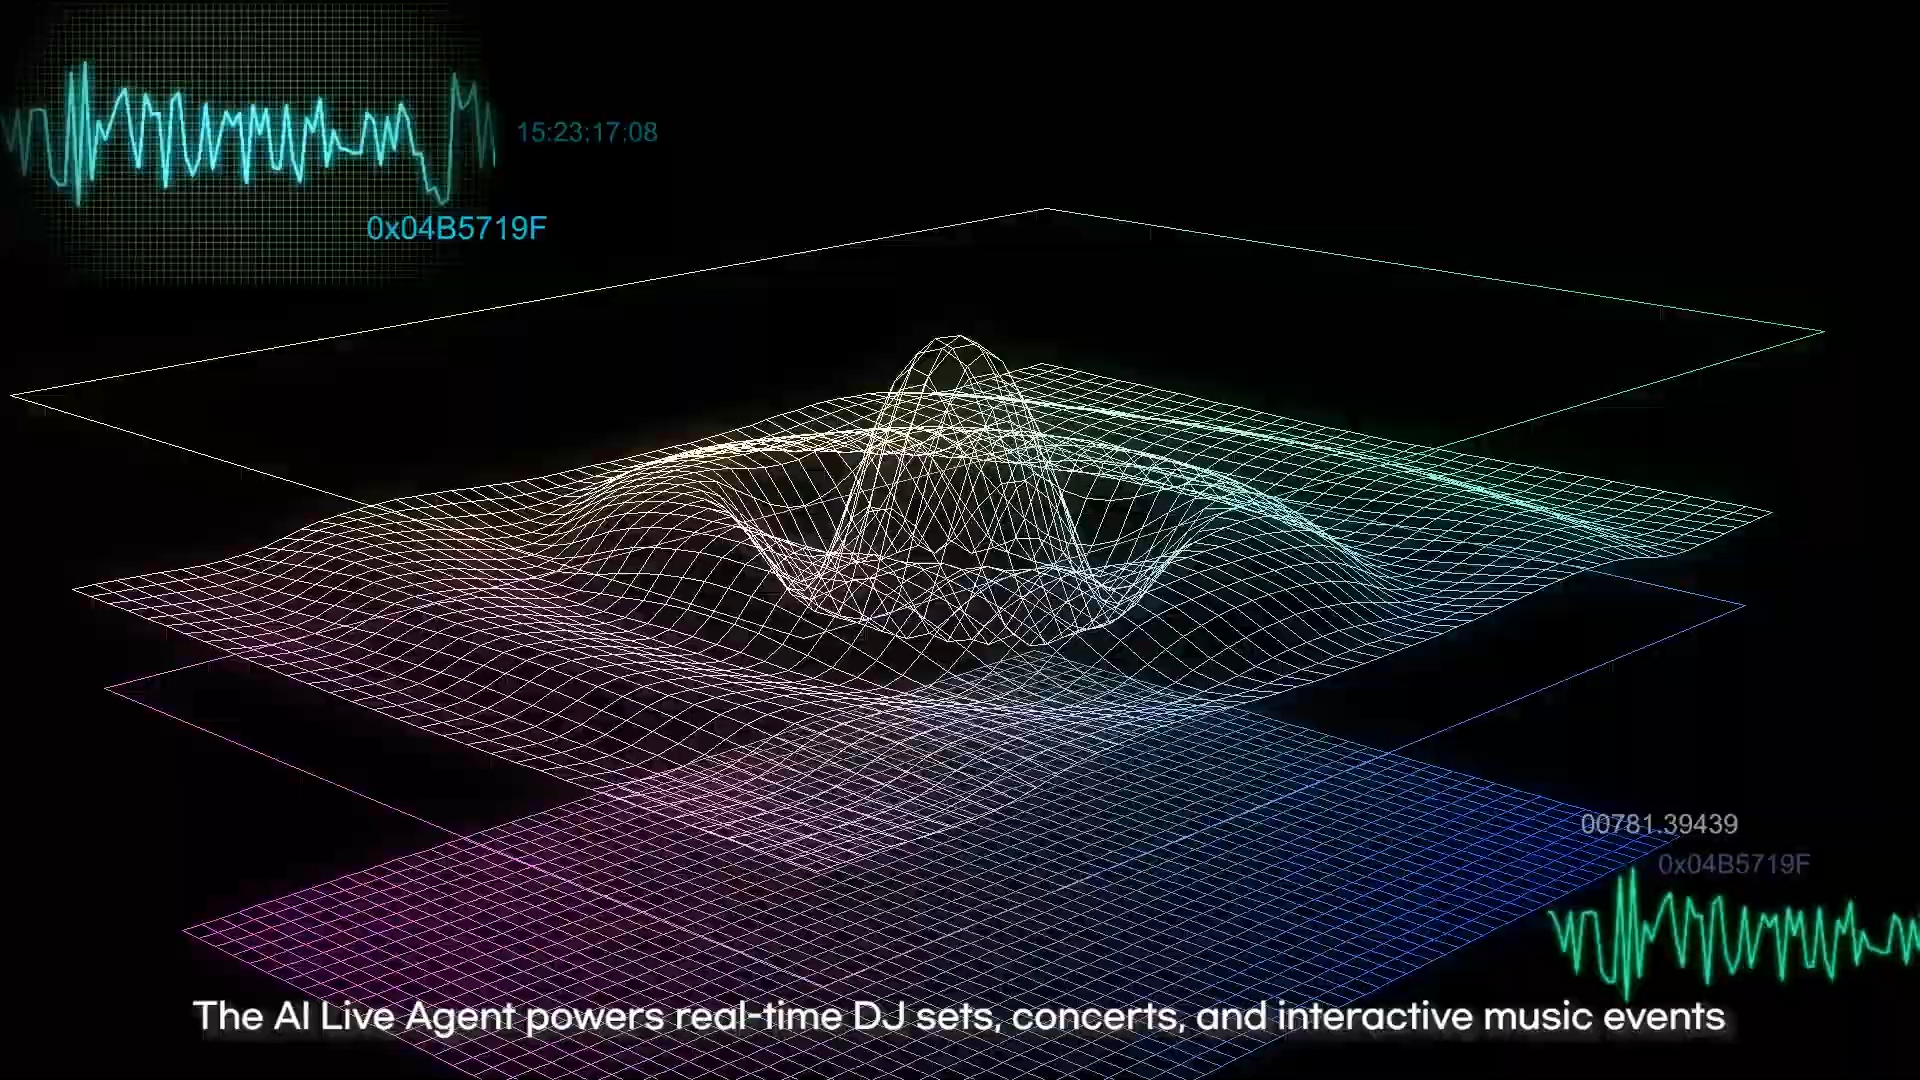 15:23:17:08
0x04B5719F
00781.39439
0x04B5719F
The AI Live Agent powers real-time DJ sets, concerts, and interactive music events